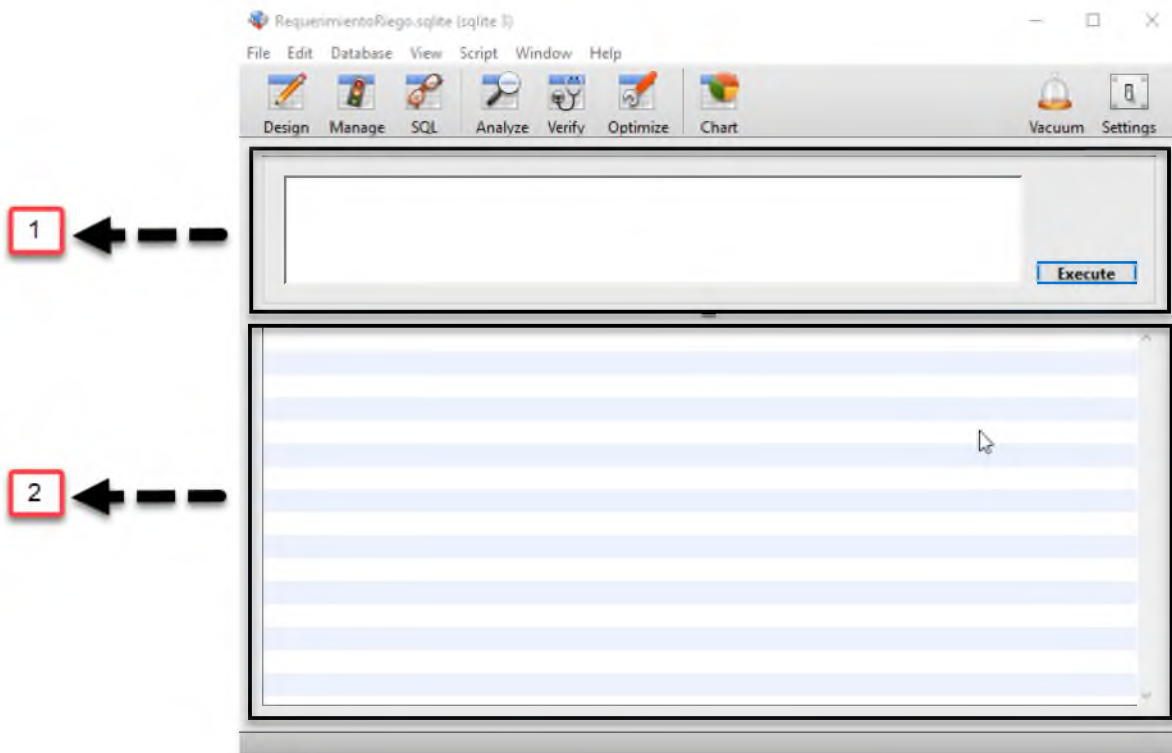 RequerimientoRiego.sqlite (sqlite 3)
File Edit Database View Script Window Help
Design Manage SQL Analyze Verify Optimize Chart Vacuum Settings
1
Execute
2